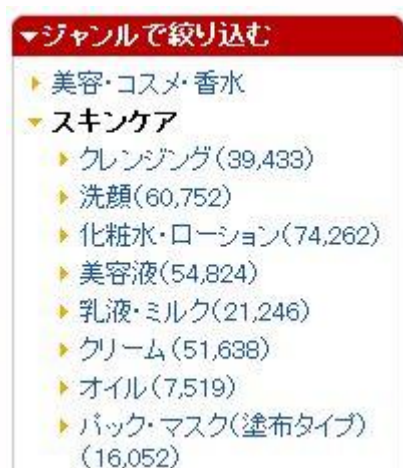 ジャンルで絞り込む
美容・コスメ・香水
スキンケア
クレンジング(39,433)
洗顔(60,752)
化粧水・ローション(74,262)
美容液(54,824)
乳液・ミルク(21,246)
クリーム(51,638)
オイル(7,519)
パック・マスク(塗布タイプ)
(16,052)